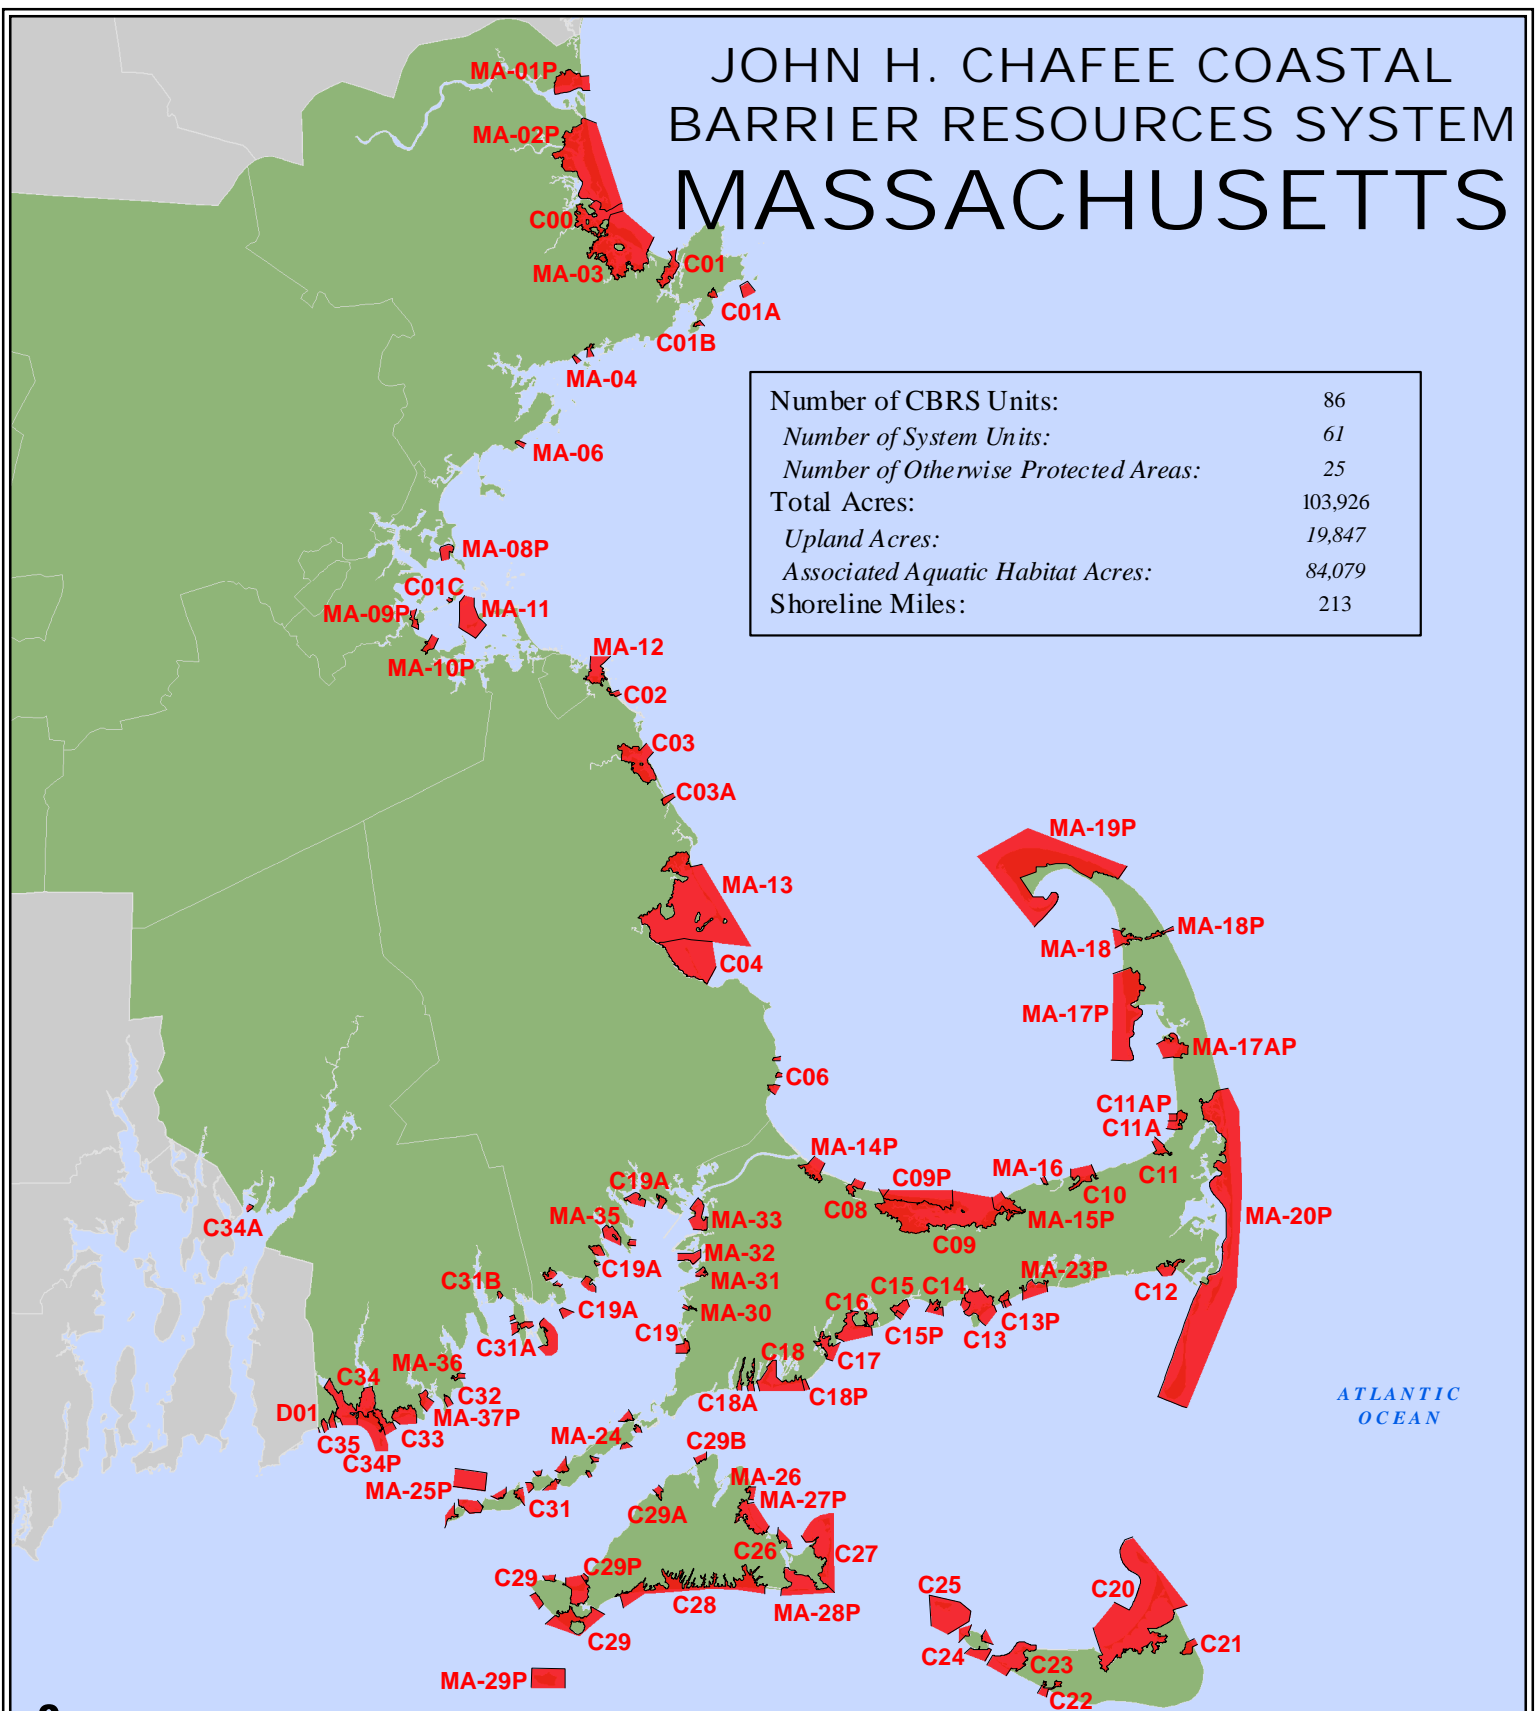 JOHN H. CHAFEE COASTAL
BARRIER RESOURCES SYSTEM
MASSACHUSETTS
MA-01P
MA-02P
C00
MA-03
C01
C01A
C01B
MA-04
MA-06
Number of CBRS Units: 86
Number of System Units: 61
Number of Otherwise Protected Areas: 25
Total Acres: 103,926
Upland Acres: 19,847
Associated Aquatic Habitat Acres: 84,079
Shoreline Miles: 213
MA-08P
C01C
MA-09P
MA-11
MA-10P
MA-12
C02
C03
C03A
MA-19P
MA-13
MA-18P
MA-18
C04
MA-17P
MA-17AP
C06
C11AP
C11A
MA-14P
C09P
MA-16
C11
C19A
C10
C08
MA-35
MA-33
MA-15P
MA-20P
C34A
C09
MA-32
C19A
MA-31
MA-23P
C31B
C12
MA-30
C19A
C16
C15
C14
C13P
C19
C15P
C13
C31A
C17
C18
MA-36
C34
C32
C18A
C18P
D01
MA-37P
C35
C33
C34P
MA-24
ATLANTIC
OCEAN
C29B
MA-25P
MA-26
MA-27P
C31
C29A
C26
C27
C29P
C29
C28
MA-28P
C25
C20
C29
C24
C23
C21
MA-29P
C22